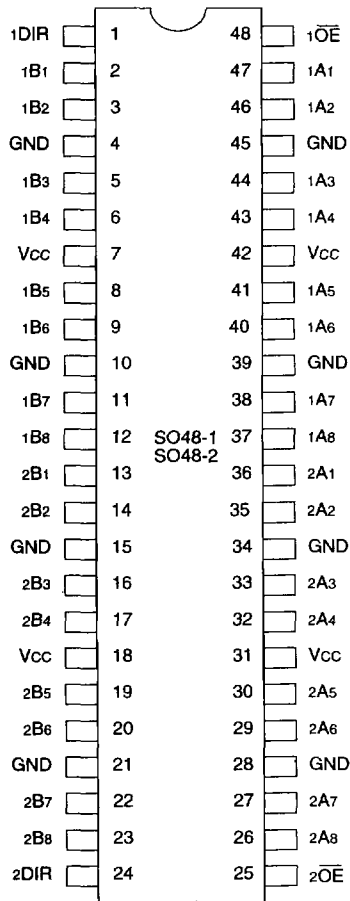 1DIR 1 48 1O̅E̅
1B1 2 47 1A1
1B2 3 46 1A2
GND 4 45 GND
1B3 5 44 1A3
1B4 6 43 1A4
VCC 7 42 VCC
1B5 8 41 1A5
1B6 9 40 1A6
GND 10 39 GND
1B7 11 38 1A7
1B8 12 SO48-1 37 1A8
SO48-2
2B1 13 36 2A1
2B2 14 35 2A2
GND 15 34 GND
2B3 16 33 2A3
2B4 17 32 2A4
VCC 18 31 VCC
2B5 19 30 2A5
2B6 20 29 2A6
GND 21 28 GND
2B7 22 27 2A7
2B8 23 26 2A8
2DIR 24 25 2O̅E̅